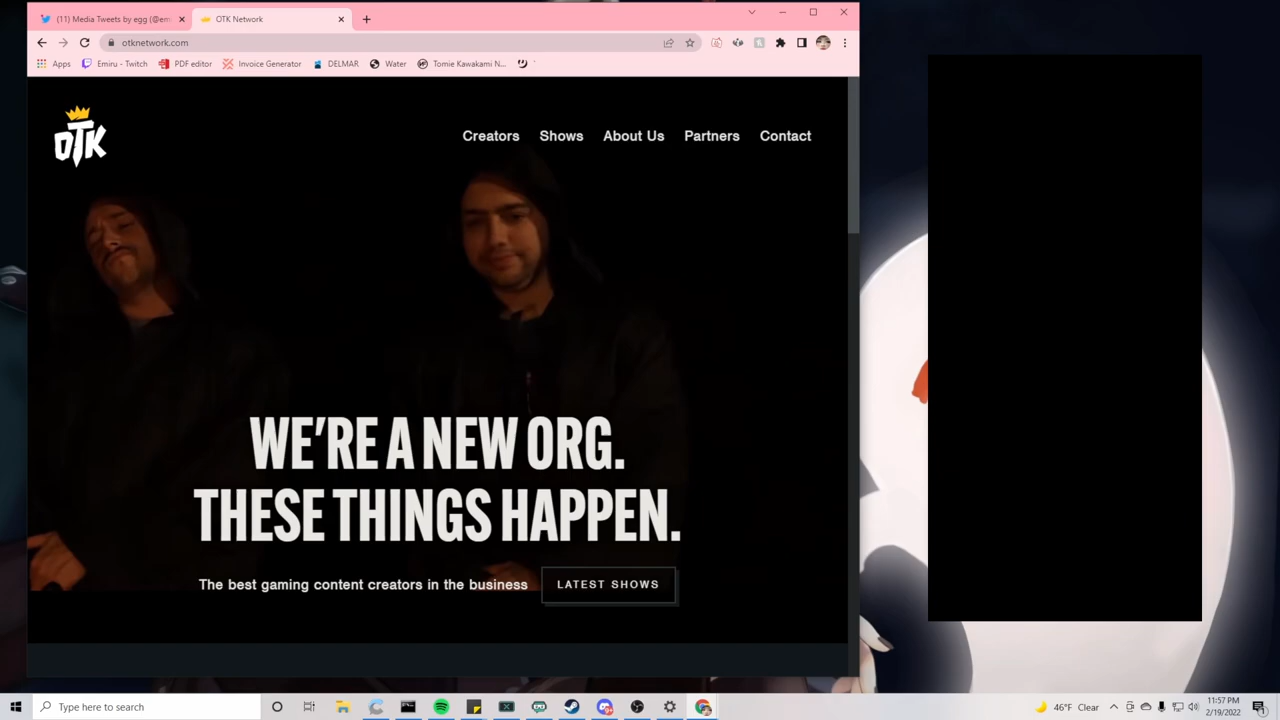 (11) Media Tweets by egg (@em
OTK Network
otknetwork.com
Apps
Emiru - Twitch
PDF editor
Invoice Generator
DELMAR
Water
Tomie Kawakami N...
OTK
Creators
Shows
About Us
Partners
Contact
WE'RE A NEW ORG.
THESE THINGS HAPPEN.
The best gaming content creators in the business
LATEST SHOWS
Type here to search
46°F Clear
11:57 PM
2/19/2022